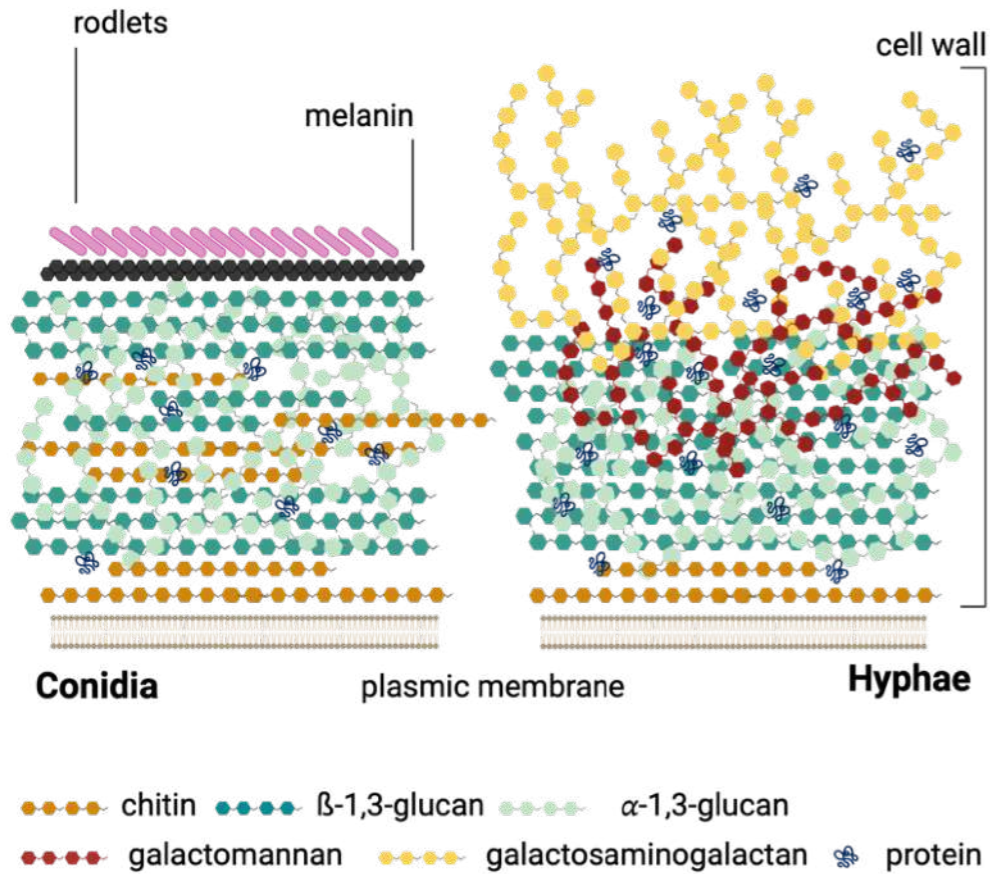 rodlets
cell wall
melanin
Conidia
plasmic membrane
Hyphae
chitin ß-1,3-glucan α-1,3-glucan
galactomannan galactosaminogalactan protein